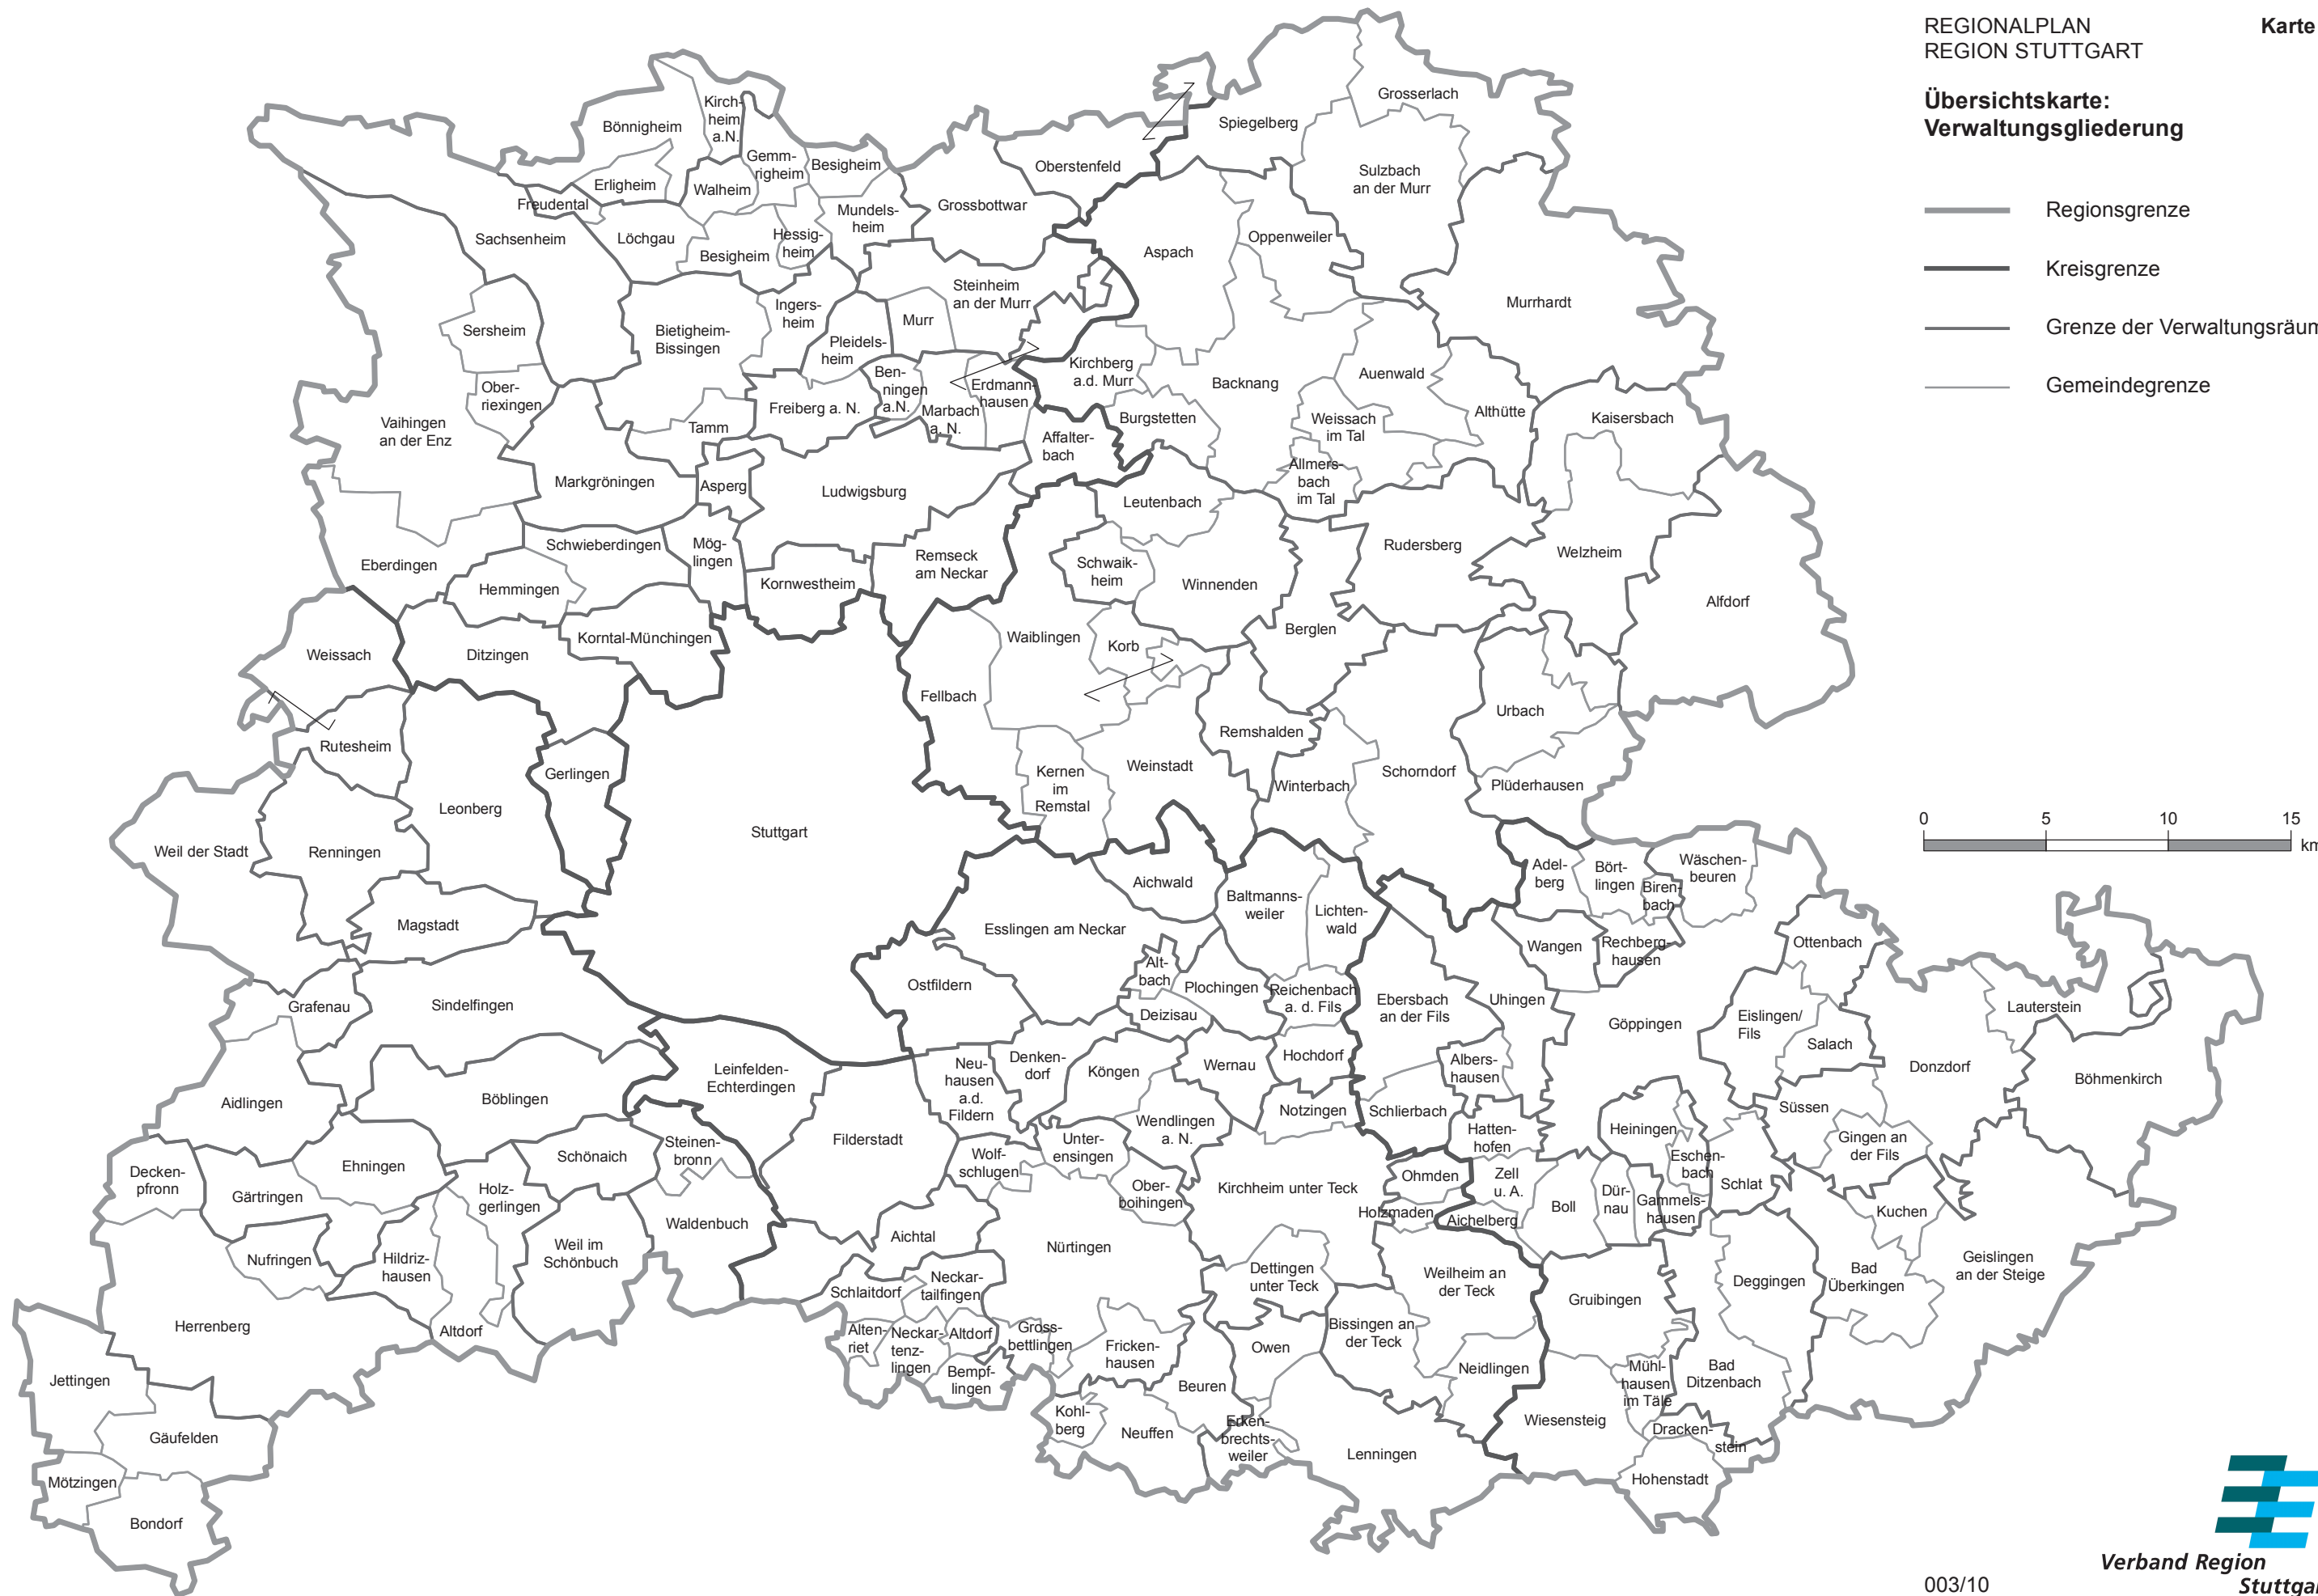 REGIONALPLAN
REGION STUTTGART
Karte
Übersichtskarte:
Verwaltungsgliederung
Regionsgrenze
Kreisgrenze
Grenze der Verwaltungsräum
Gemeindegrenze
0 5 10 15
km
Kirch-
heim
a.N.
Bönnigheim
Gemm-
righeim
Besigheim
Erligheim
Walheim
Freudental
Sachsenheim
Löchgau
Besigheim
Hessig-
heim
Mundels-
heim
Grossbottwar
Oberstenfeld
Spiegelberg
Grosserlach
Sulzbach
an der Murr
Aspach
Oppenweiler
Murrhardt
Steinheim
an der Murr
Sersheim
Bietigheim-
Bissingen
Ingers-
heim
Murr
Pleidels-
heim
Ober-
riexingen
Vaihingen
an der Enz
Tamm
Freiberg a. N.
Ben-
ningen
a.N.
Marbach
a. N.
Erdmann-
hausen
Kirchberg
a.d. Murr
Backnang
Auenwald
Burgstetten
Weissach
im Tal
Althütte
Kaisersbach
Affalter-
bach
Allmers-
bach
im Tal
Markgröningen
Asperg
Ludwigsburg
Leutenbach
Eberdingen
Schwieberdingen
Mög-
lingen
Hemmingen
Kornwestheim
Remseck
am Neckar
Schwaik-
heim
Winnenden
Rudersberg
Welzheim
Alfdorf
Weissach
Ditzingen
Korntal-Münchingen
Waiblingen
Korb
Berglen
Fellbach
Rutesheim
Gerlingen
Leonberg
Remshalden
Urbach
Weinstadt
Kernen
im
Remstal
Winterbach
Schorndorf
Plüderhausen
Weil der Stadt
Renningen
Stuttgart
Magstadt
Aichwald
Baltmanns-
weiler
Lichten-
wald
Adel-
berg
Bört-
lingen
Biren-
bach
Wäschen-
beuren
Esslingen am Neckar
Wangen
Rechberg-
hausen
Ottenbach
Grafenau
Sindelfingen
Ostfildern
Alt-
bach
Plochingen
Reichenbach
a. d. Fils
Deizisau
Ebersbach
an der Fils
Uhingen
Göppingen
Eislingen/
Fils
Salach
Lauterstein
Donzdorf
Böhmenkirch
Leinfelden-
Echterdingen
Neu-
hausen
a.d.
Fildern
Denken-
dorf
Köngen
Wernau
Hochdorf
Albers-
hausen
Aidlingen
Böblingen
Filderstadt
Wendlingen
a. N.
Notzingen
Schlierbach
Hatten-
hofen
Heiningen
Eschen-
bach
Süssen
Gingen an
der Fils
Decken-
pfronn
Gärtringen
Ehningen
Schönaich
Steinen-
bronn
Wolf-
schlugen
Unter-
ensingen
Ober-
boihingen
Kirchheim unter Teck
Ohmden
Holzmaden
Zell
u. A.
Aichelberg
Boll
Dür-
nau
Gammels-
hausen
Schlat
Kuchen
Holz-
gerlingen
Waldenbuch
Aichtal
Nürtingen
Nufringen
Hildriz-
hausen
Weil im
Schönbuch
Schlaitdorf
Neckar-
tailfingen
Dettingen
unter Teck
Weilheim an
der Teck
Gruibingen
Deggingen
Bad
Überkingen
Geislingen
an der Steige
Herrenberg
Altdorf
Alten-
riet
Neckar-
tenz-
lingen
Altdorf
Bempf-
lingen
Gross-
bettlingen
Fricken-
hausen
Owen
Bissingen an
der Teck
Neidlingen
Mühl-
hausen
im Täle
Bad
Ditzenbach
Jettingen
Gäufelden
Beuren
Kohl-
berg
Neuffen
Erken-
brechts-
weiler
Lenningen
Wiesensteig
Dracken-
stein
Hohenstadt
Mötzingen
Bondorf
003/10
Verband Region
Stuttgar